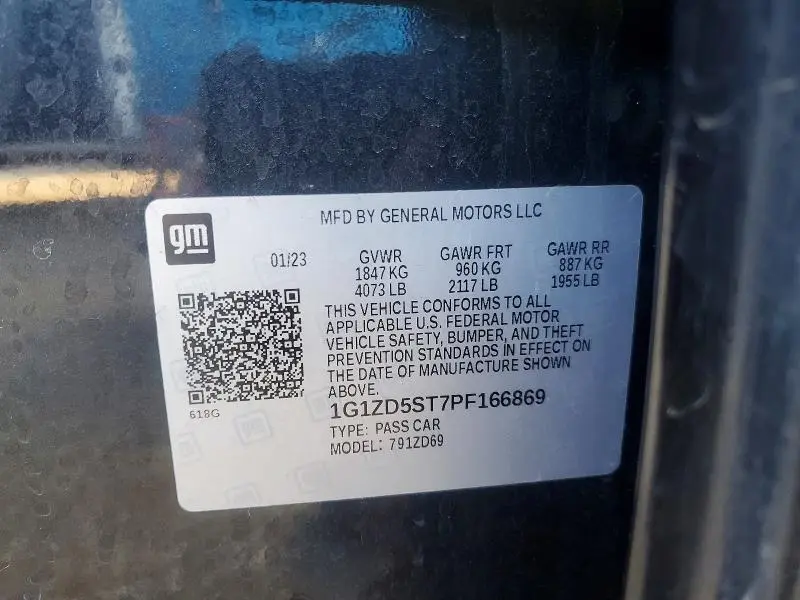 gm
MFD BY GENERAL MOTORS LLC
01/23
GVWR
1847 KG
4073 LB
GAWR FRT
960 KG
2117 LB
GAWR RR
887 KG
1955 LB
THIS VEHICLE CONFORMS TO ALL
APPLICABLE U.S. FEDERAL MOTOR
VEHICLE SAFETY, BUMPER, AND THEFT
PREVENTION STANDARDS IN EFFECT ON
THE DATE OF MANUFACTURE SHOWN
ABOVE.
618G
1G1ZD5ST7PF166869
TYPE: PASS CAR
MODEL: 791ZD69